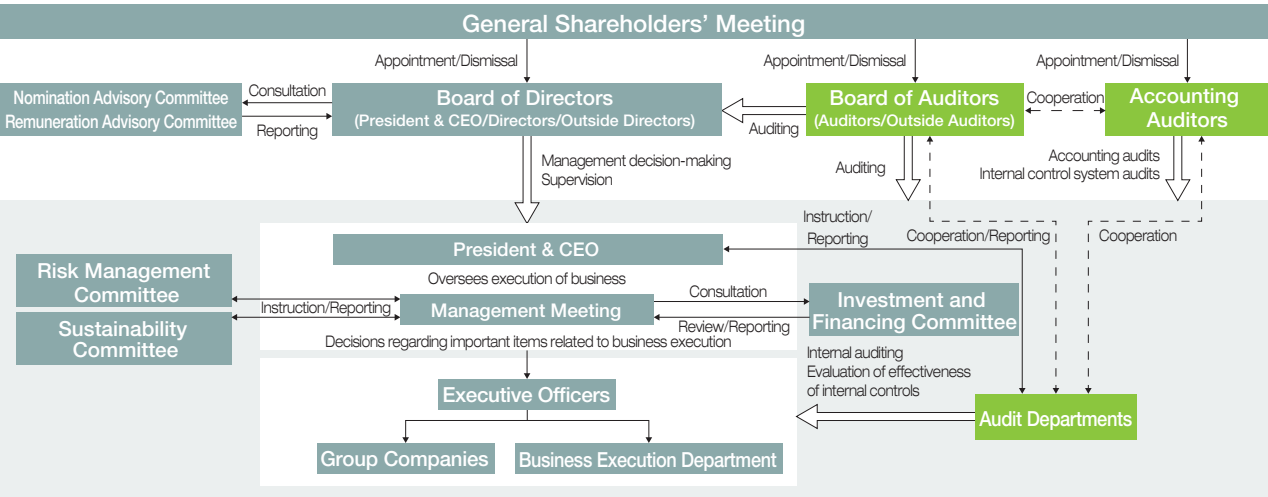 General Shareholders' Meeting
Appointment/Dismissal
Appointment/Dismissal
Appointment/Dismissal
Nomination Advisory Committee
Remuneration Advisory Committee
Consultation
Reporting
Board of Directors
(President & CEO/Directors/Outside Directors)
Auditing
Board of Auditors
(Auditors/Outside Auditors)
Cooperation
Accounting
Auditors
Management decision-making
Supervision
Auditing
Accounting audits
Internal control system audits
Instruction/
Reporting
Cooperation/Reporting
Cooperation
President & CEO
Oversees execution of business
Risk Management
Committee
Sustainability
Committee
Instruction/Reporting
Management Meeting
Consultation
Review/Reporting
Investment and
Financing Committee
Decisions regarding important items related to business execution
Internal auditing
Evaluation of effectiveness
of internal controls
Executive Officers
Audit Departments
Group Companies
Business Execution Department